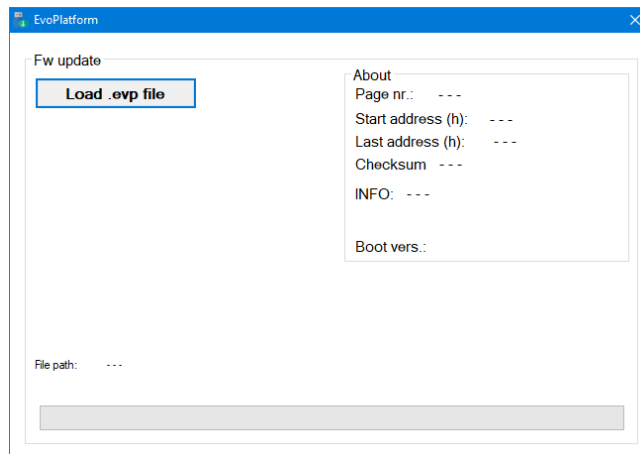 EvoPlatform
Fw update
Load .evp file
About
Page nr.: ---
Start address (h): ---
Last address (h): ---
Checksum ---
INFO: ---
Boot vers.:
File path: ---